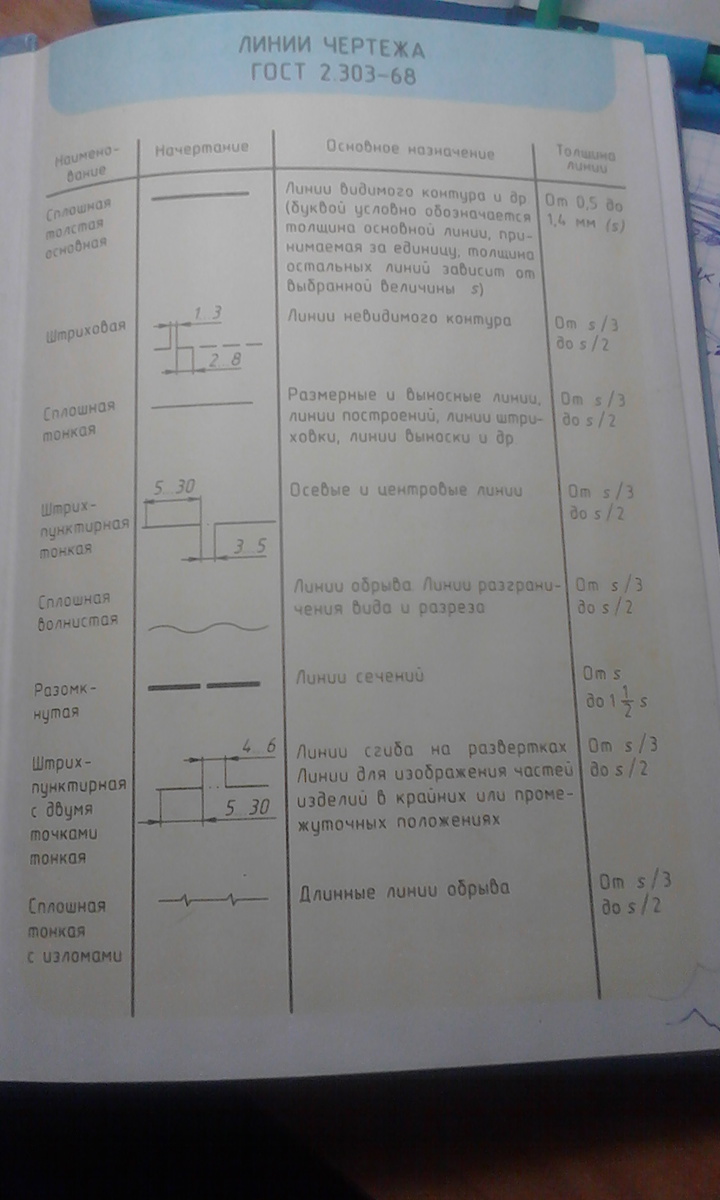 ЛИНИИ ЧЕРТЕЖА
ГОСТ 2.303-68
Наимено-
вание
Начертание
Основное назначение
Толщина
линии
Сплошная
толстая
основная
Линии видимого контура и др
(буквой условно обозначается
толщина основной линии, при-
нимаемая за единицу, толщина
остальных линий зависит от
выбранной величины s)
От 0,5 до
1,4 мм (s)
Штриховая
1..3
2..8
Линии невидимого контура
От s/3
до s/2
Сплошная
тонкая
Размерные и выносные линии,
линии построений, линии штри-
ховки, линии выноски и др
От s/3
до s/2
Штрих-
пунктирная
тонкая
5..30
3..5
Осевые и центровые линии
От s/3
до s/2
Сплошная
волнистая
Линии обрыва. Линии разграни-
чения вида и разреза
От s/3
до s/2
Разомк-
нутая
Линии сечений
От s
до 1 1/2 s
Штрих-
пунктирная
с двумя
точками
тонкая
4..6
5..30
Линии сгиба на развертках
Линии для изображения частей
изделий в крайних или проме-
жуточных положениях
От s/3
до s/2
Сплошная
тонкая
с изломами
Длинные линии обрыва
От s/3
до s/2